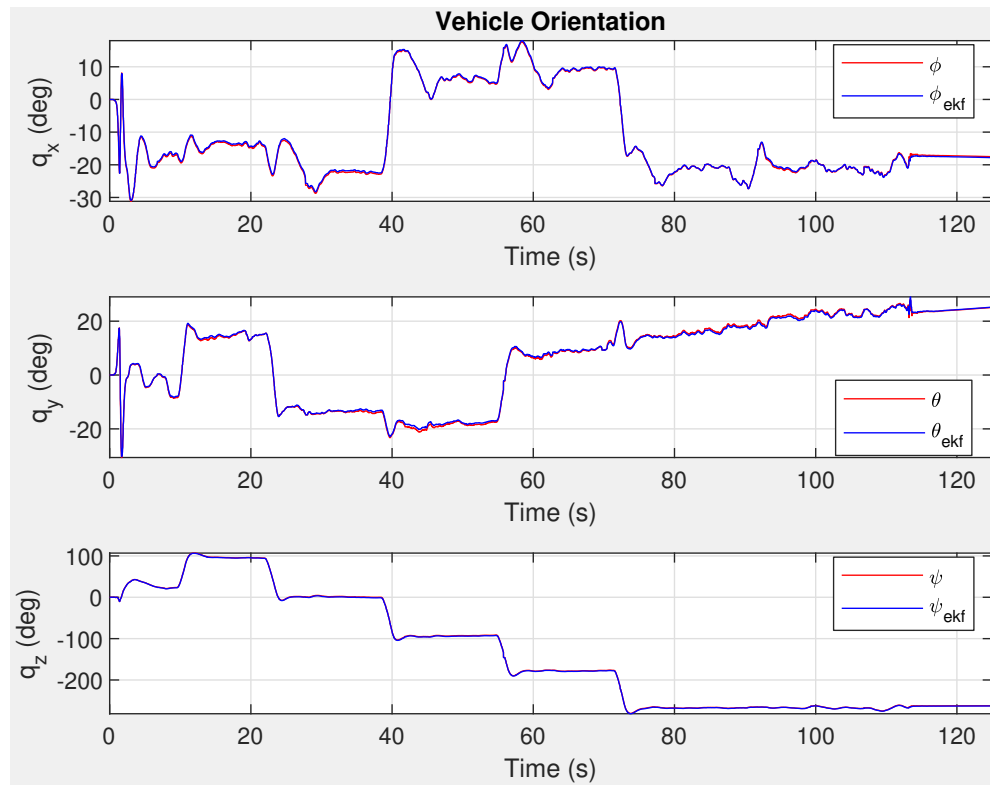 Vehicle Orientation
q_x (deg)
10
0
-10
-20
-30
ϕ
ϕ_ekf
0 20 40 60 80 100 120
Time (s)
q_y (deg)
20
0
-20
θ
θ_ekf
0 20 40 60 80 100 120
Time (s)
q_z (deg)
100
0
-100
-200
ψ
ψ_ekf
0 20 40 60 80 100 120
Time (s)